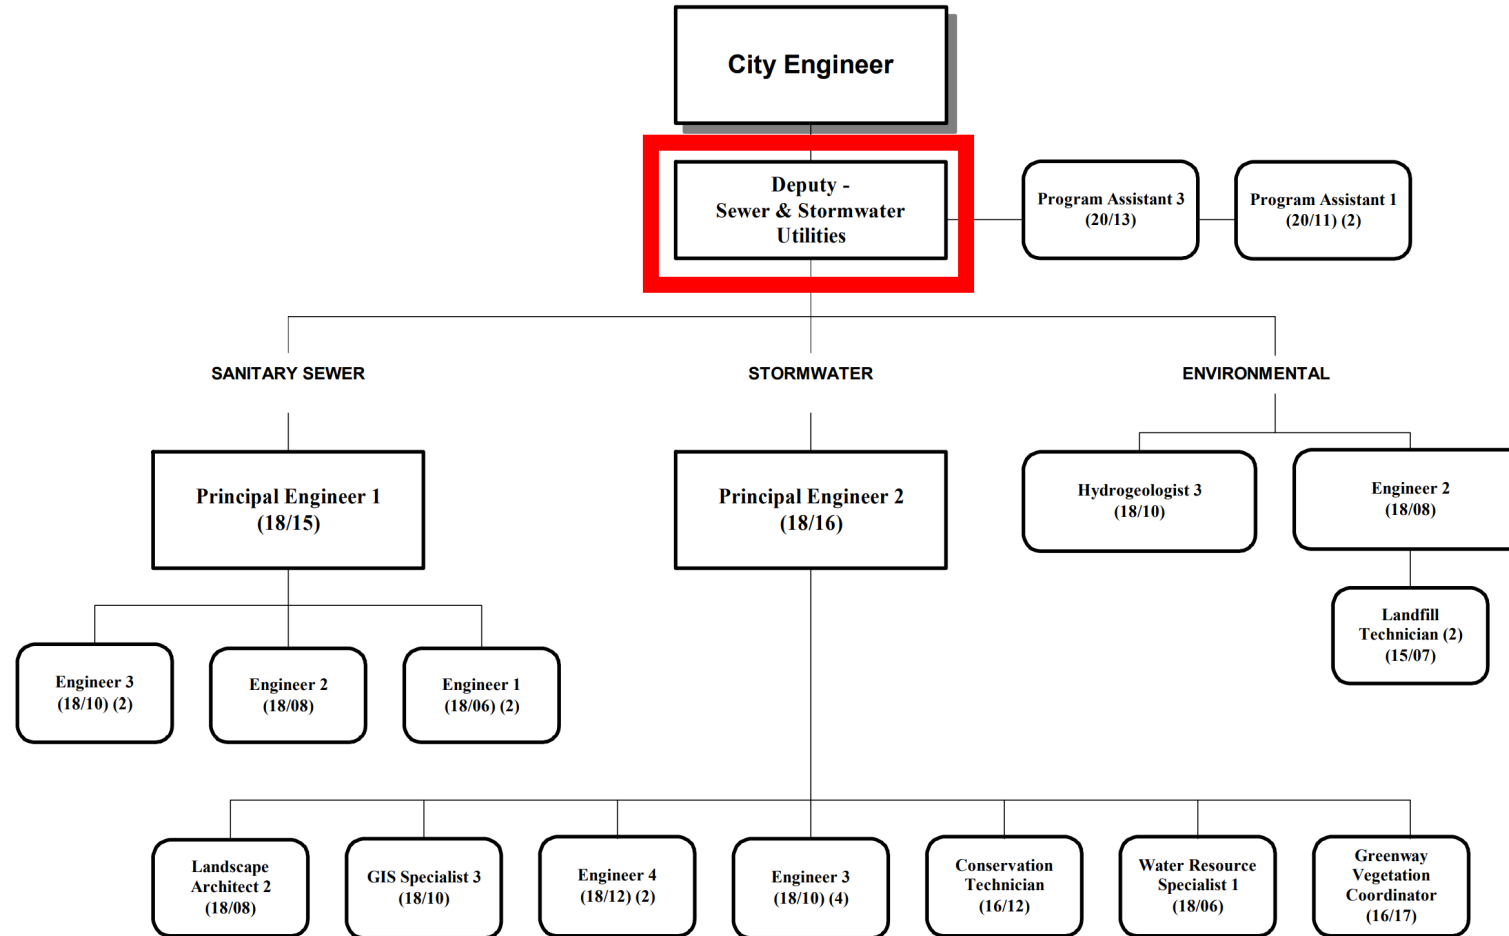 City Engineer
Deputy -
Sewer & Stormwater
Utilities
Program Assistant 3
(20/13)
Program Assistant 1
(20/11) (2)
SANITARY SEWER
STORMWATER
ENVIRONMENTAL
Principal Engineer 1
(18/15)
Principal Engineer 2
(18/16)
Hydrogeologist 3
(18/10)
Engineer 2
(18/08)
Landfill
Technician (2)
(15/07)
Engineer 3
(18/10) (2)
Engineer 2
(18/08)
Engineer 1
(18/06) (2)
Landscape
Architect 2
(18/08)
GIS Specialist 3
(18/10)
Engineer 4
(18/12) (2)
Engineer 3
(18/10) (4)
Conservation
Technician
(16/12)
Water Resource
Specialist 1
(18/06)
Greenway
Vegetation
Coordinator
(16/17)